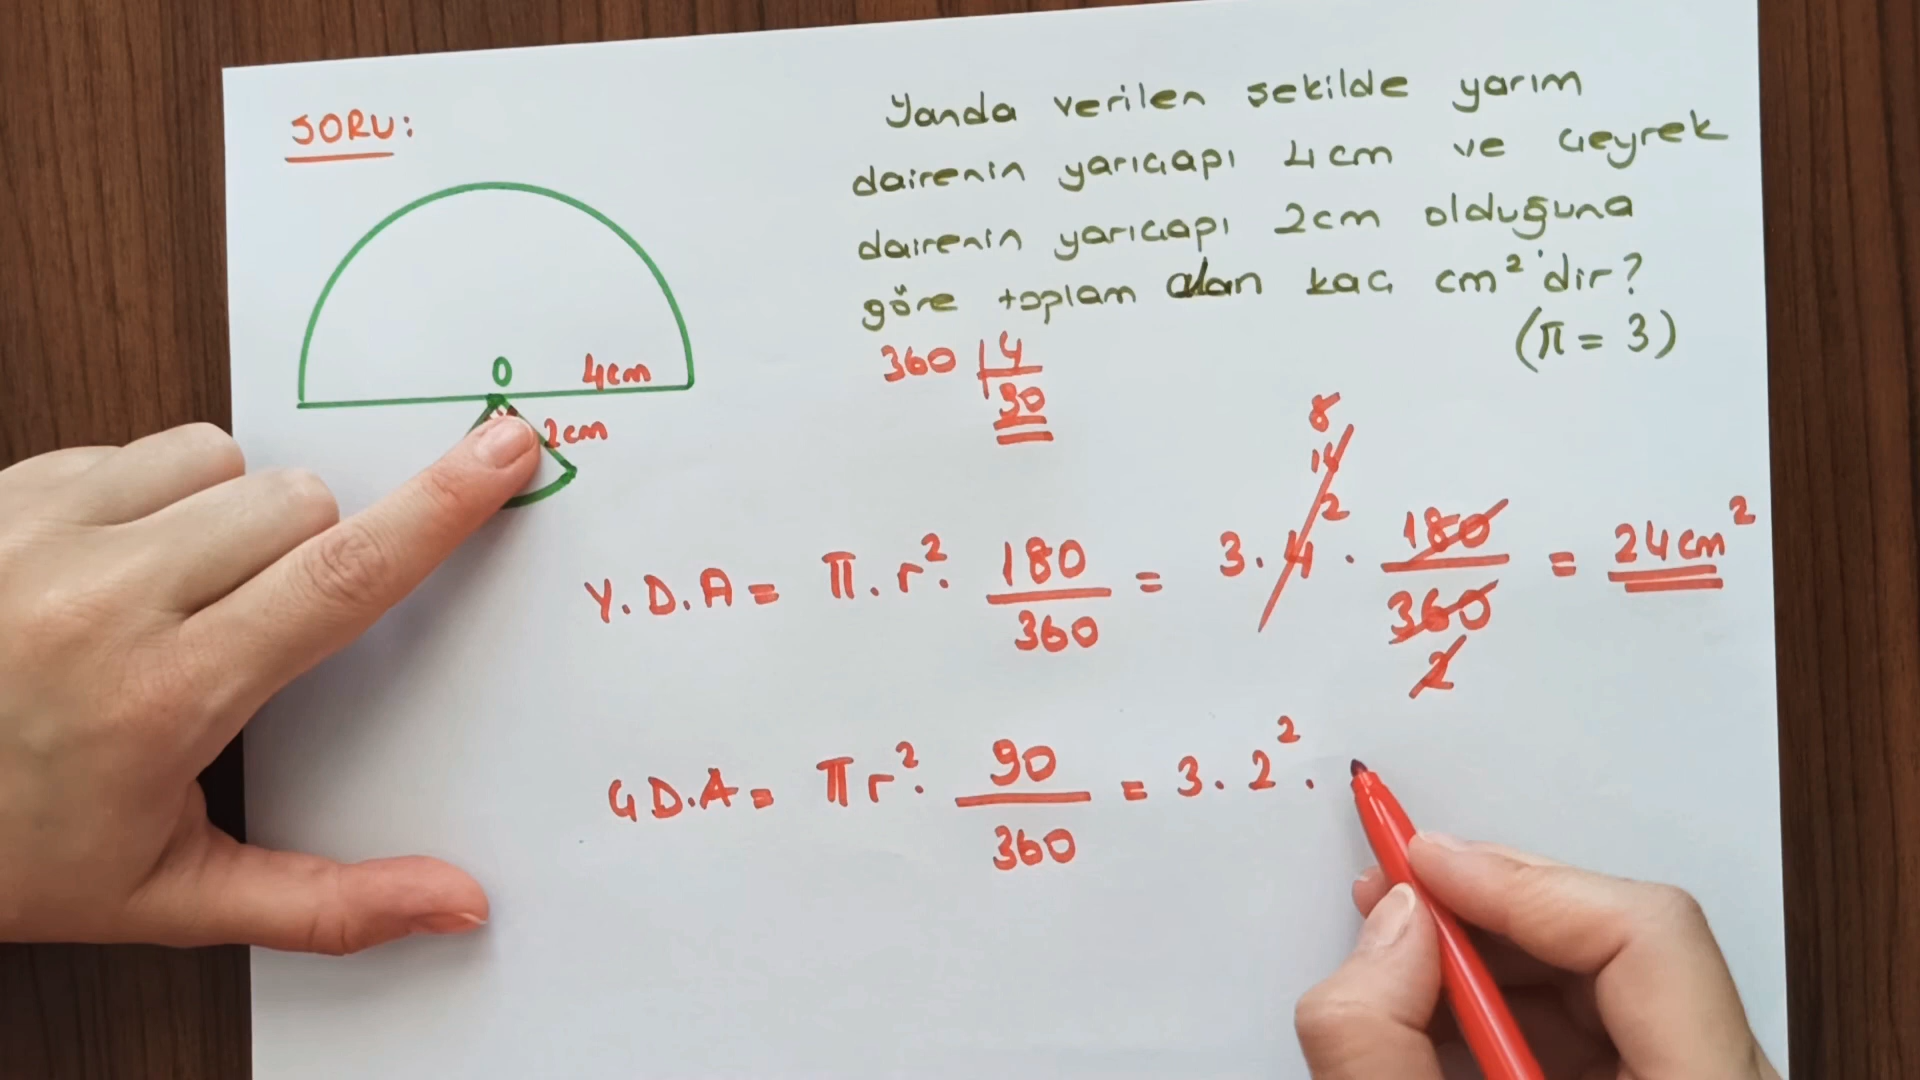 SORU:
Yanda verilen şekilde yarım
dairenin yarıçapı 4cm ve çeyrek
dairenin yarıçapı 2cm olduğuna
göre toplam alan kaç cm²'dir?
(π = 3)
O 4cm
2cm
360 4
90
Y.D.A = π.r². 180/360 = 3.4². 180/360 = 24cm²
8
16
2
Ç.D.A = πr². 90/360 = 3.2².